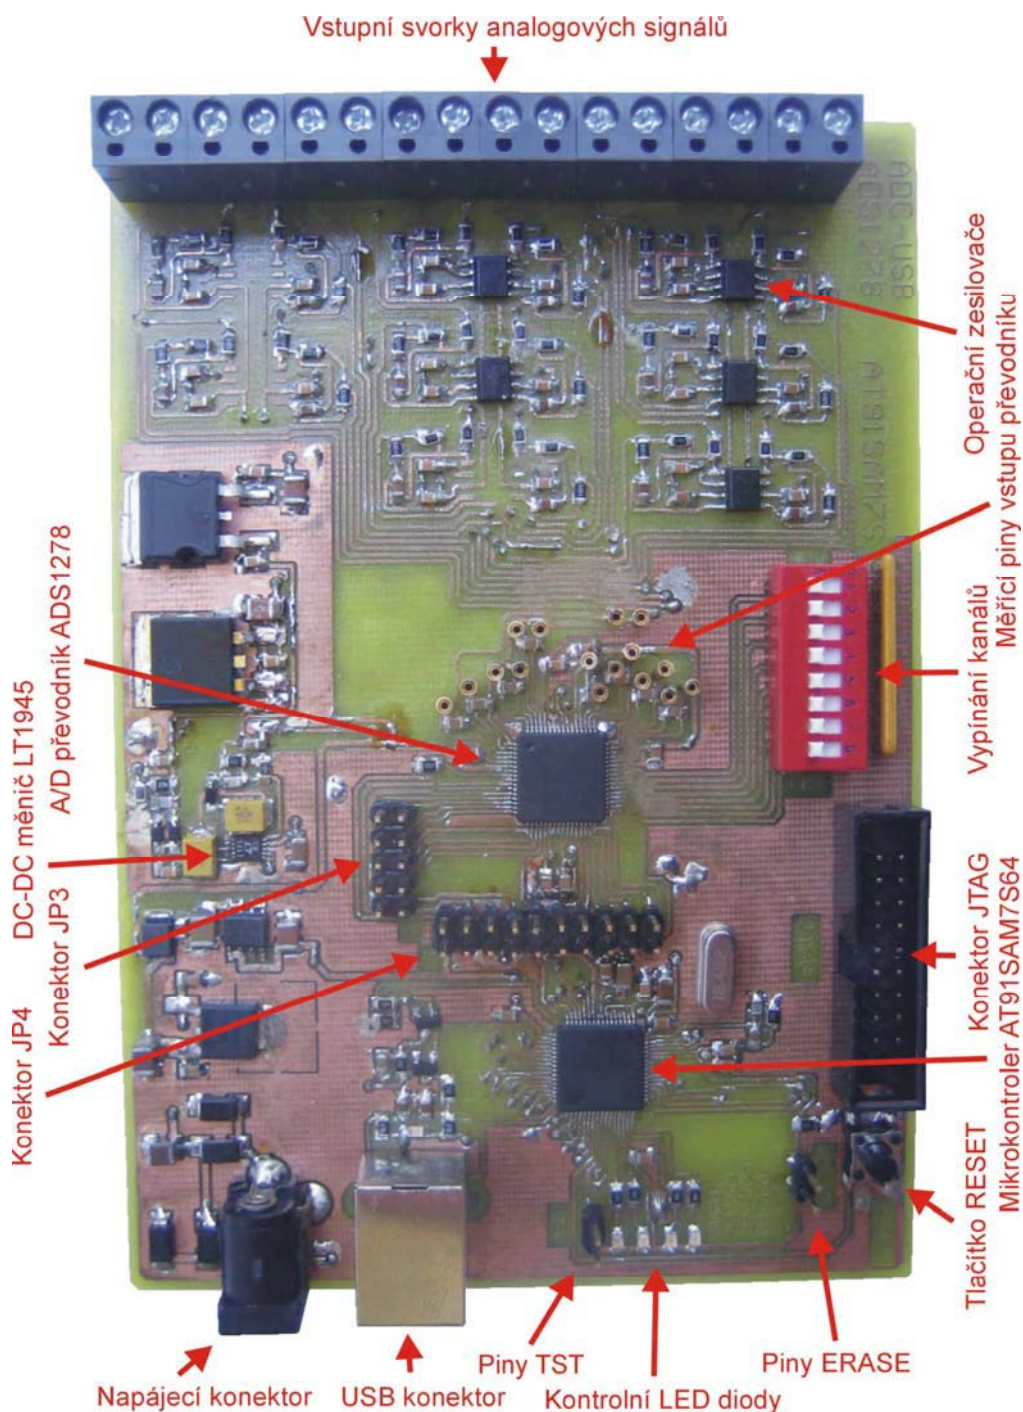 Vstupní svorky analogových signálů
Operační zesilovače
Měřící piny vstupu převodníku
Vypínání kanálů
Konektor JTAG
Mikrokontroler AT91SAM7S64
Tlačítko RESET
A/D převodník ADS1278
DC-DC měnič LT1945
Konektor JP3
Konektor JP4
Napájecí konektor
USB konektor
Piny TST
Kontrolní LED diody
Piny ERASE
ADC-USB
ADS1278